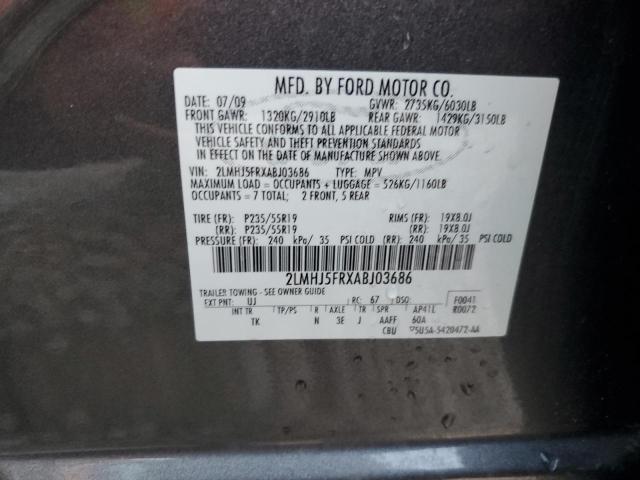 MFD. BY FORD MOTOR CO.
DATE: 07/09 GVWR: 2735KG/6030LB
FRONT GAWR: 1320KG/2910LB REAR GAWR: 1429KG/3150LB
THIS VEHICLE CONFORMS TO ALL APPLICABLE FEDERAL MOTOR
VEHICLE SAFETY AND THEFT PREVENTION STANDARDS
IN EFFECT ON THE DATE OF MANUFACTURE SHOWN ABOVE.
VIN: 2LMHJ5FRXABJ03686 TYPE: MPV
MAXIMUM LOAD = OCCUPANTS + LUGGAGE = 526KG/1160LB
OCCUPANTS = 7 TOTAL: 2 FRONT, 5 REAR
TIRE (FR): P235/55R19 RIMS (FR): 19X8.0J
(RR): P235/55R19 (RR): 19X8.0J
PRESSURE (FR): 240 kPa/ 35 PSI COLD (RR): 240 kPa/ 35 PSI COLD
2LMHJ5FRXABJ03686
TRAILER TOWING - SEE OWNER GUIDE
EXT PNT: UJ RC: 67 DSO: F0041
INT TR TP/PS R AXLE TR SPR AP41L R0072
TK N 3E J AAFF 60A
CBU 5U5A-5420472-AA